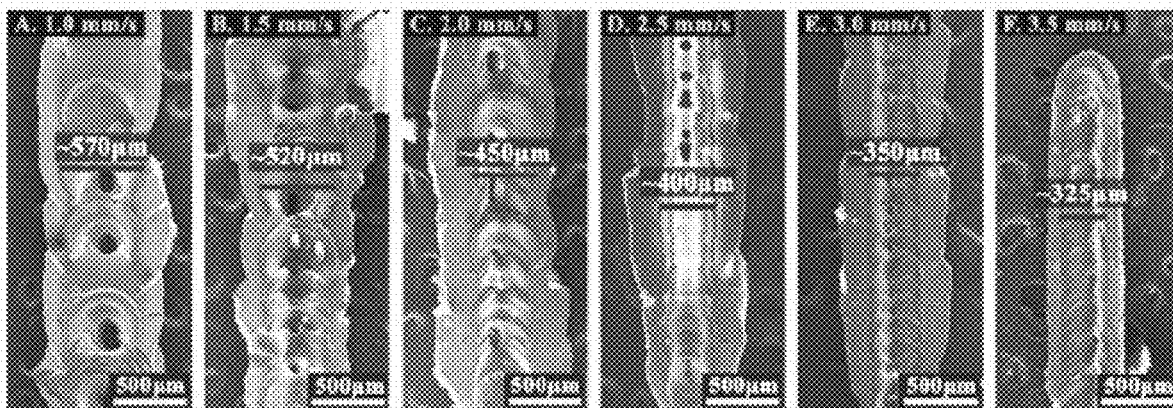 A. 1.0 mm/s
~570µm
500µm
B. 1.5 mm/s
~520µm
500µm
C. 2.0 mm/s
~450µm
500µm
D. 2.5 mm/s
~400µm
500µm
E. 3.0 mm/s
~350µm
500µm
F. 3.5 mm/s
~325µm
500µm